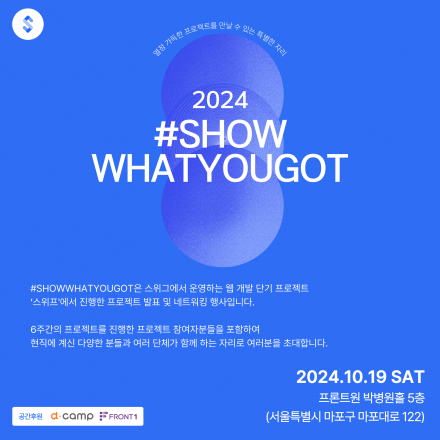 열정 가득한 프로젝트를 만날 수 있는 특별한 자리
2024
#SHOW
WHATYOUGOT
#SHOWWHATYOUGOT은 스위그에서 운영하는 웹 개발 단기 프로젝트
'스위프'에서 진행한 프로젝트 발표 및 네트워킹 행사입니다.
6주간의 프로젝트를 진행한 프로젝트 참여자분들을 포함하여
현직에 계신 다양한 분들과 여러 단체가 함께 하는 자리로 여러분을 초대합니다.
2024.10.19 SAT
프론트원 박병원홀 5층
(서울특별시 마포구 마포대로 122)
공간후원 d·camp FRONT1